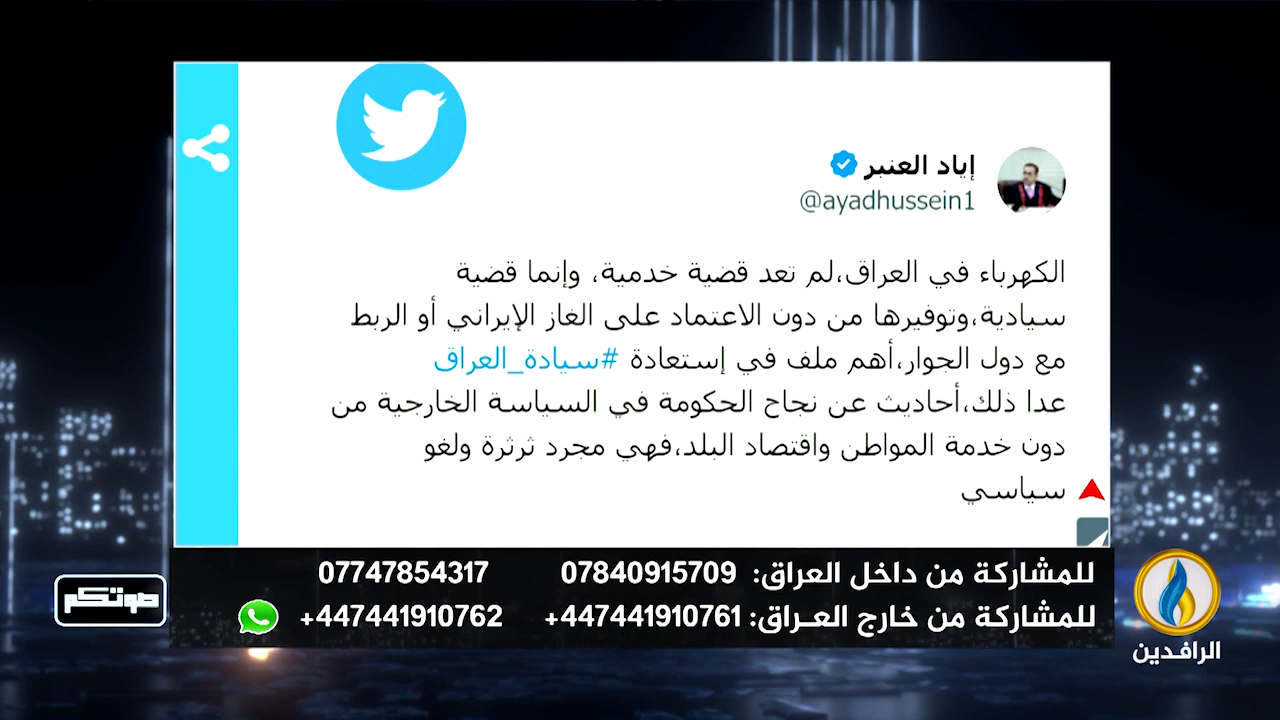 إياد العنبر
@ayadhussein1
الكهرباء في العراق،لم تعد قضية خدمية، وإنما قضية
سيادية،وتوفيرها من دون الاعتماد على الغاز الإيراني أو الربط
مع دول الجوار،أهم ملف في إستعادة #سيادة_العراق
عدا ذلك،أحاديث عن نجاح الحكومة في السياسة الخارجية من
دون خدمة المواطن واقتصاد البلد،فهي مجرد ثرثرة ولغو
سياسي
للمشاركة من داخل العراق: 07840915709 07747854317
للمشاركة من خارج العـراق: +447441910761 +447441910762
صوتكم
الرافدين